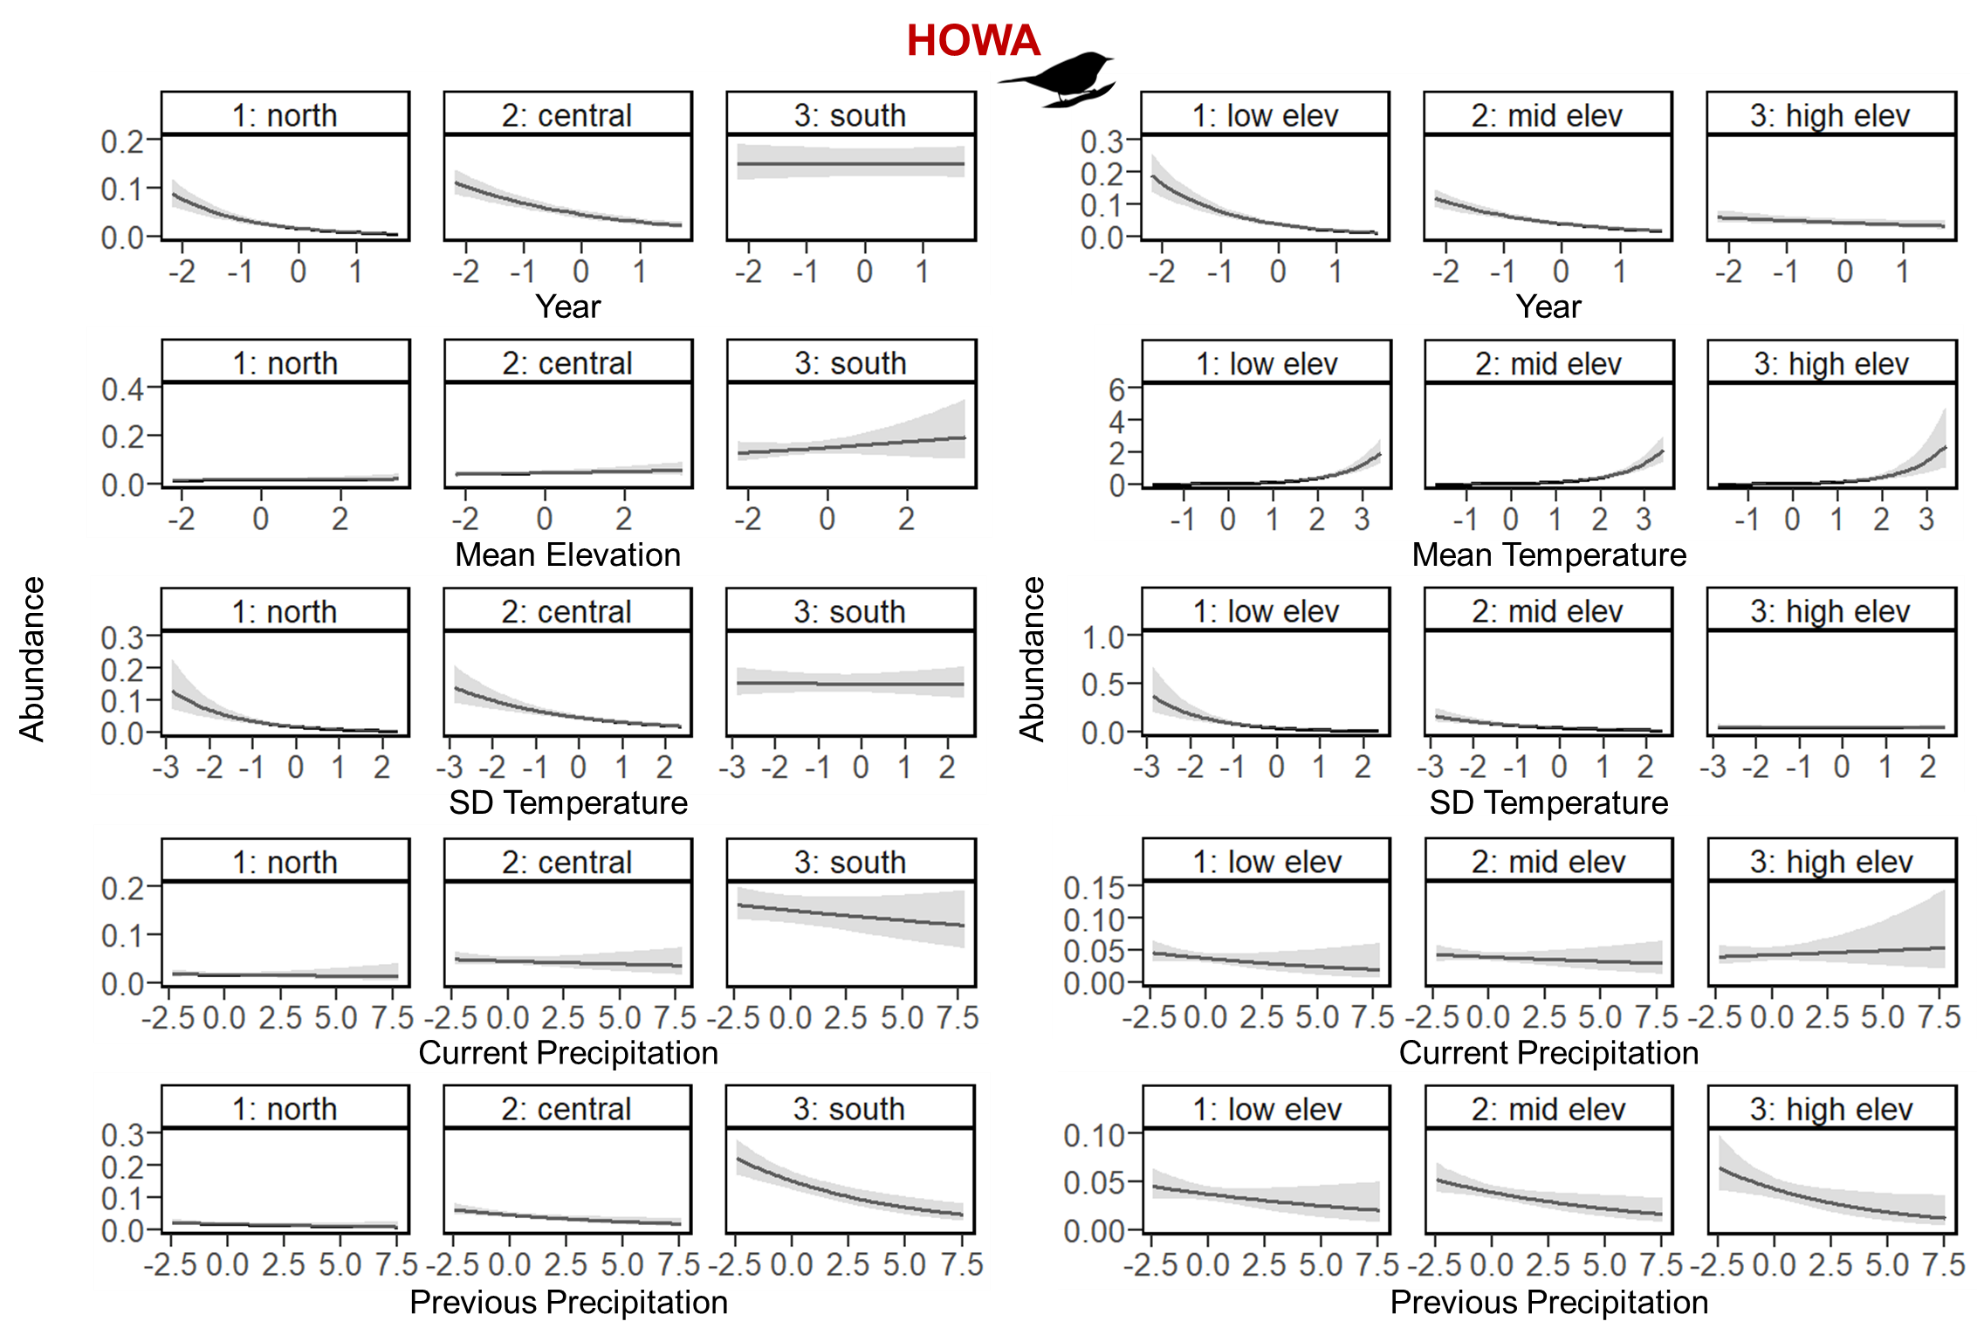 HOWA
1: north 2: central 3: south
0.2
0.1
0.0
-2 -1 0 1 -2 -1 0 1 -2 -1 0 1
Year
1: north 2: central 3: south
0.4
0.2
0.0
-2 0 2 -2 0 2 -2 0 2
Mean Elevation
Abundance
1: north 2: central 3: south
0.3
0.2
0.1
0.0
-3 -2 -1 0 1 2 -3 -2 -1 0 1 2 -3 -2 -1 0 1 2
SD Temperature
1: north 2: central 3: south
0.2
0.1
0.0
-2.5 0.0 2.5 5.0 7.5 -2.5 0.0 2.5 5.0 7.5 -2.5 0.0 2.5 5.0 7.5
Current Precipitation
1: north 2: central 3: south
0.3
0.2
0.1
0.0
-2.5 0.0 2.5 5.0 7.5 -2.5 0.0 2.5 5.0 7.5 -2.5 0.0 2.5 5.0 7.5
Previous Precipitation
1: low elev 2: mid elev 3: high elev
0.3
0.2
0.1
0.0
-2 -1 0 1 -2 -1 0 1 -2 -1 0 1
Year
1: low elev 2: mid elev 3: high elev
6
4
2
0
-1 0 1 2 3 -1 0 1 2 3 -1 0 1 2 3
Mean Temperature
Abundance
1: low elev 2: mid elev 3: high elev
1.0
0.5
0.0
-3 -2 -1 0 1 2 -3 -2 -1 0 1 2 -3 -2 -1 0 1 2
SD Temperature
1: low elev 2: mid elev 3: high elev
0.15
0.10
0.05
0.00
-2.5 0.0 2.5 5.0 7.5 -2.5 0.0 2.5 5.0 7.5 -2.5 0.0 2.5 5.0 7.5
Current Precipitation
1: low elev 2: mid elev 3: high elev
0.10
0.05
0.00
-2.5 0.0 2.5 5.0 7.5 -2.5 0.0 2.5 5.0 7.5 -2.5 0.0 2.5 5.0 7.5
Previous Precipitation